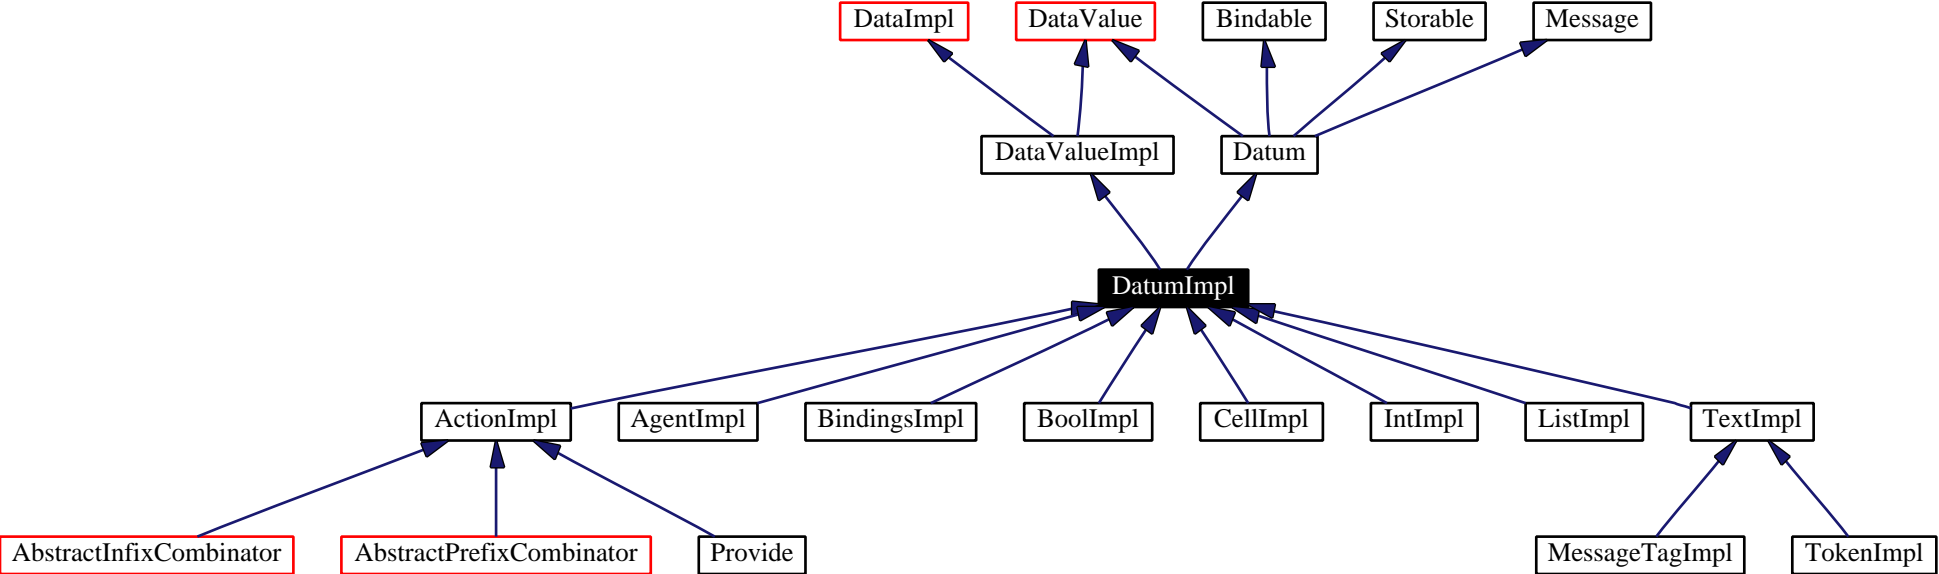 DataImpl DataValue Bindable Storable Message
DataValueImpl Datum
DatumImpl
ActionImpl AgentImpl BindingsImpl BoolImpl CellImpl IntImpl ListImpl TextImpl
AbstractInfixCombinator AbstractPrefixCombinator Provide MessageTagImpl TokenImpl